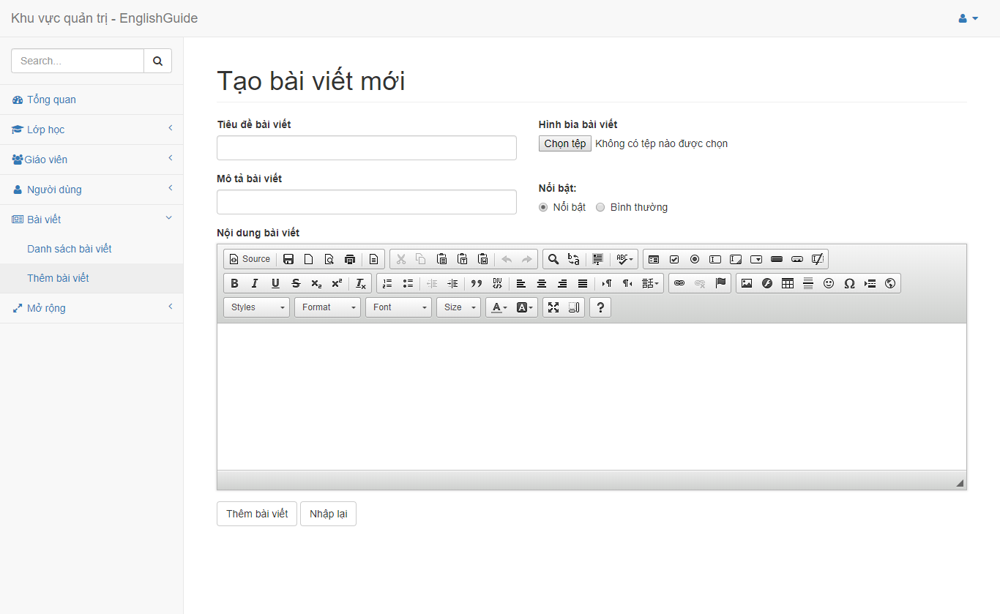 Khu vực quản trị - EnglishGuide
Search...
Tổng quan
Lớp học
Giáo viên
Người dùng
Bài viết
Danh sách bài viết
Thêm bài viết
Mở rộng
Tạo bài viết mới
Tiêu đề bài viết
Hình bìa bài viết
Chọn tệp Không có tệp nào được chọn
Mô tả bài viết
Nổi bật:
Nổi bật Bình thường
Nội dung bài viết
Source
Styles Format Font Size
Thêm bài viết Nhập lại